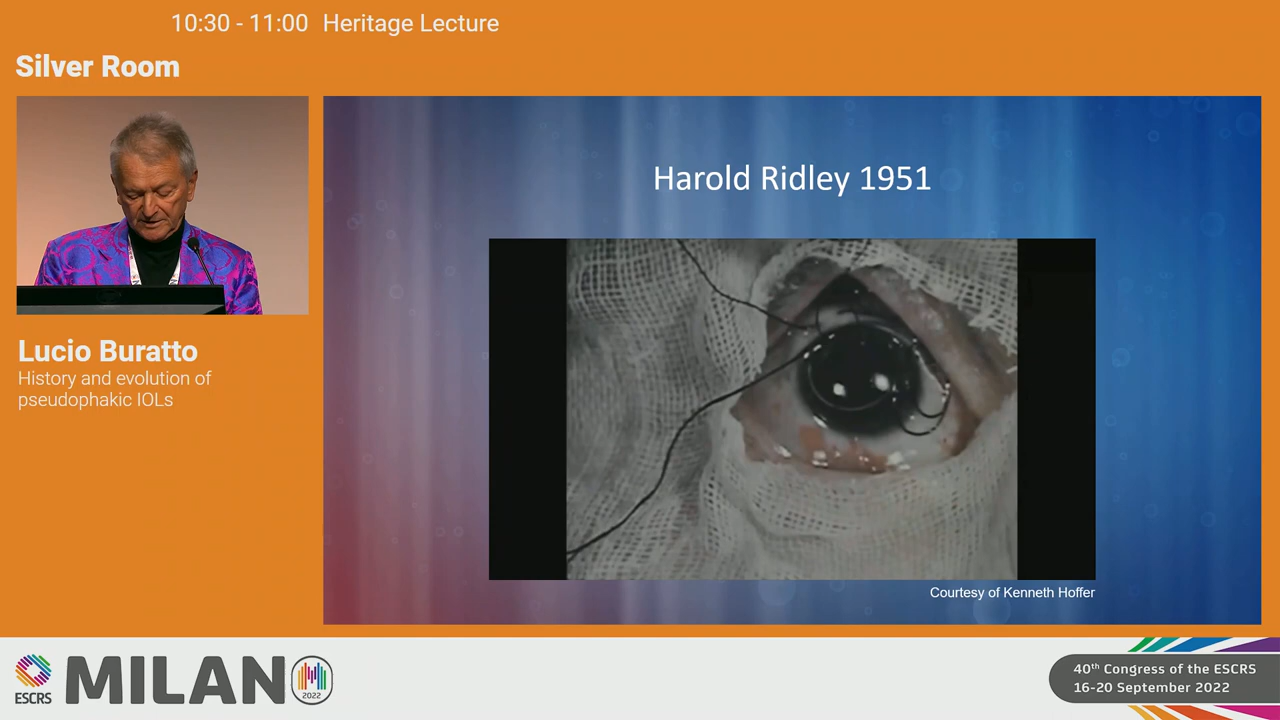 10:30 - 11:00 Heritage Lecture
Silver Room
Harold Ridley 1951
Lucio Buratto
History and evolution of
pseudophakic IOLs
Courtesy of Kenneth Hoffer
ESCRS
MILANO
2022
40th Congress of the ESCRS
16-20 September 2022